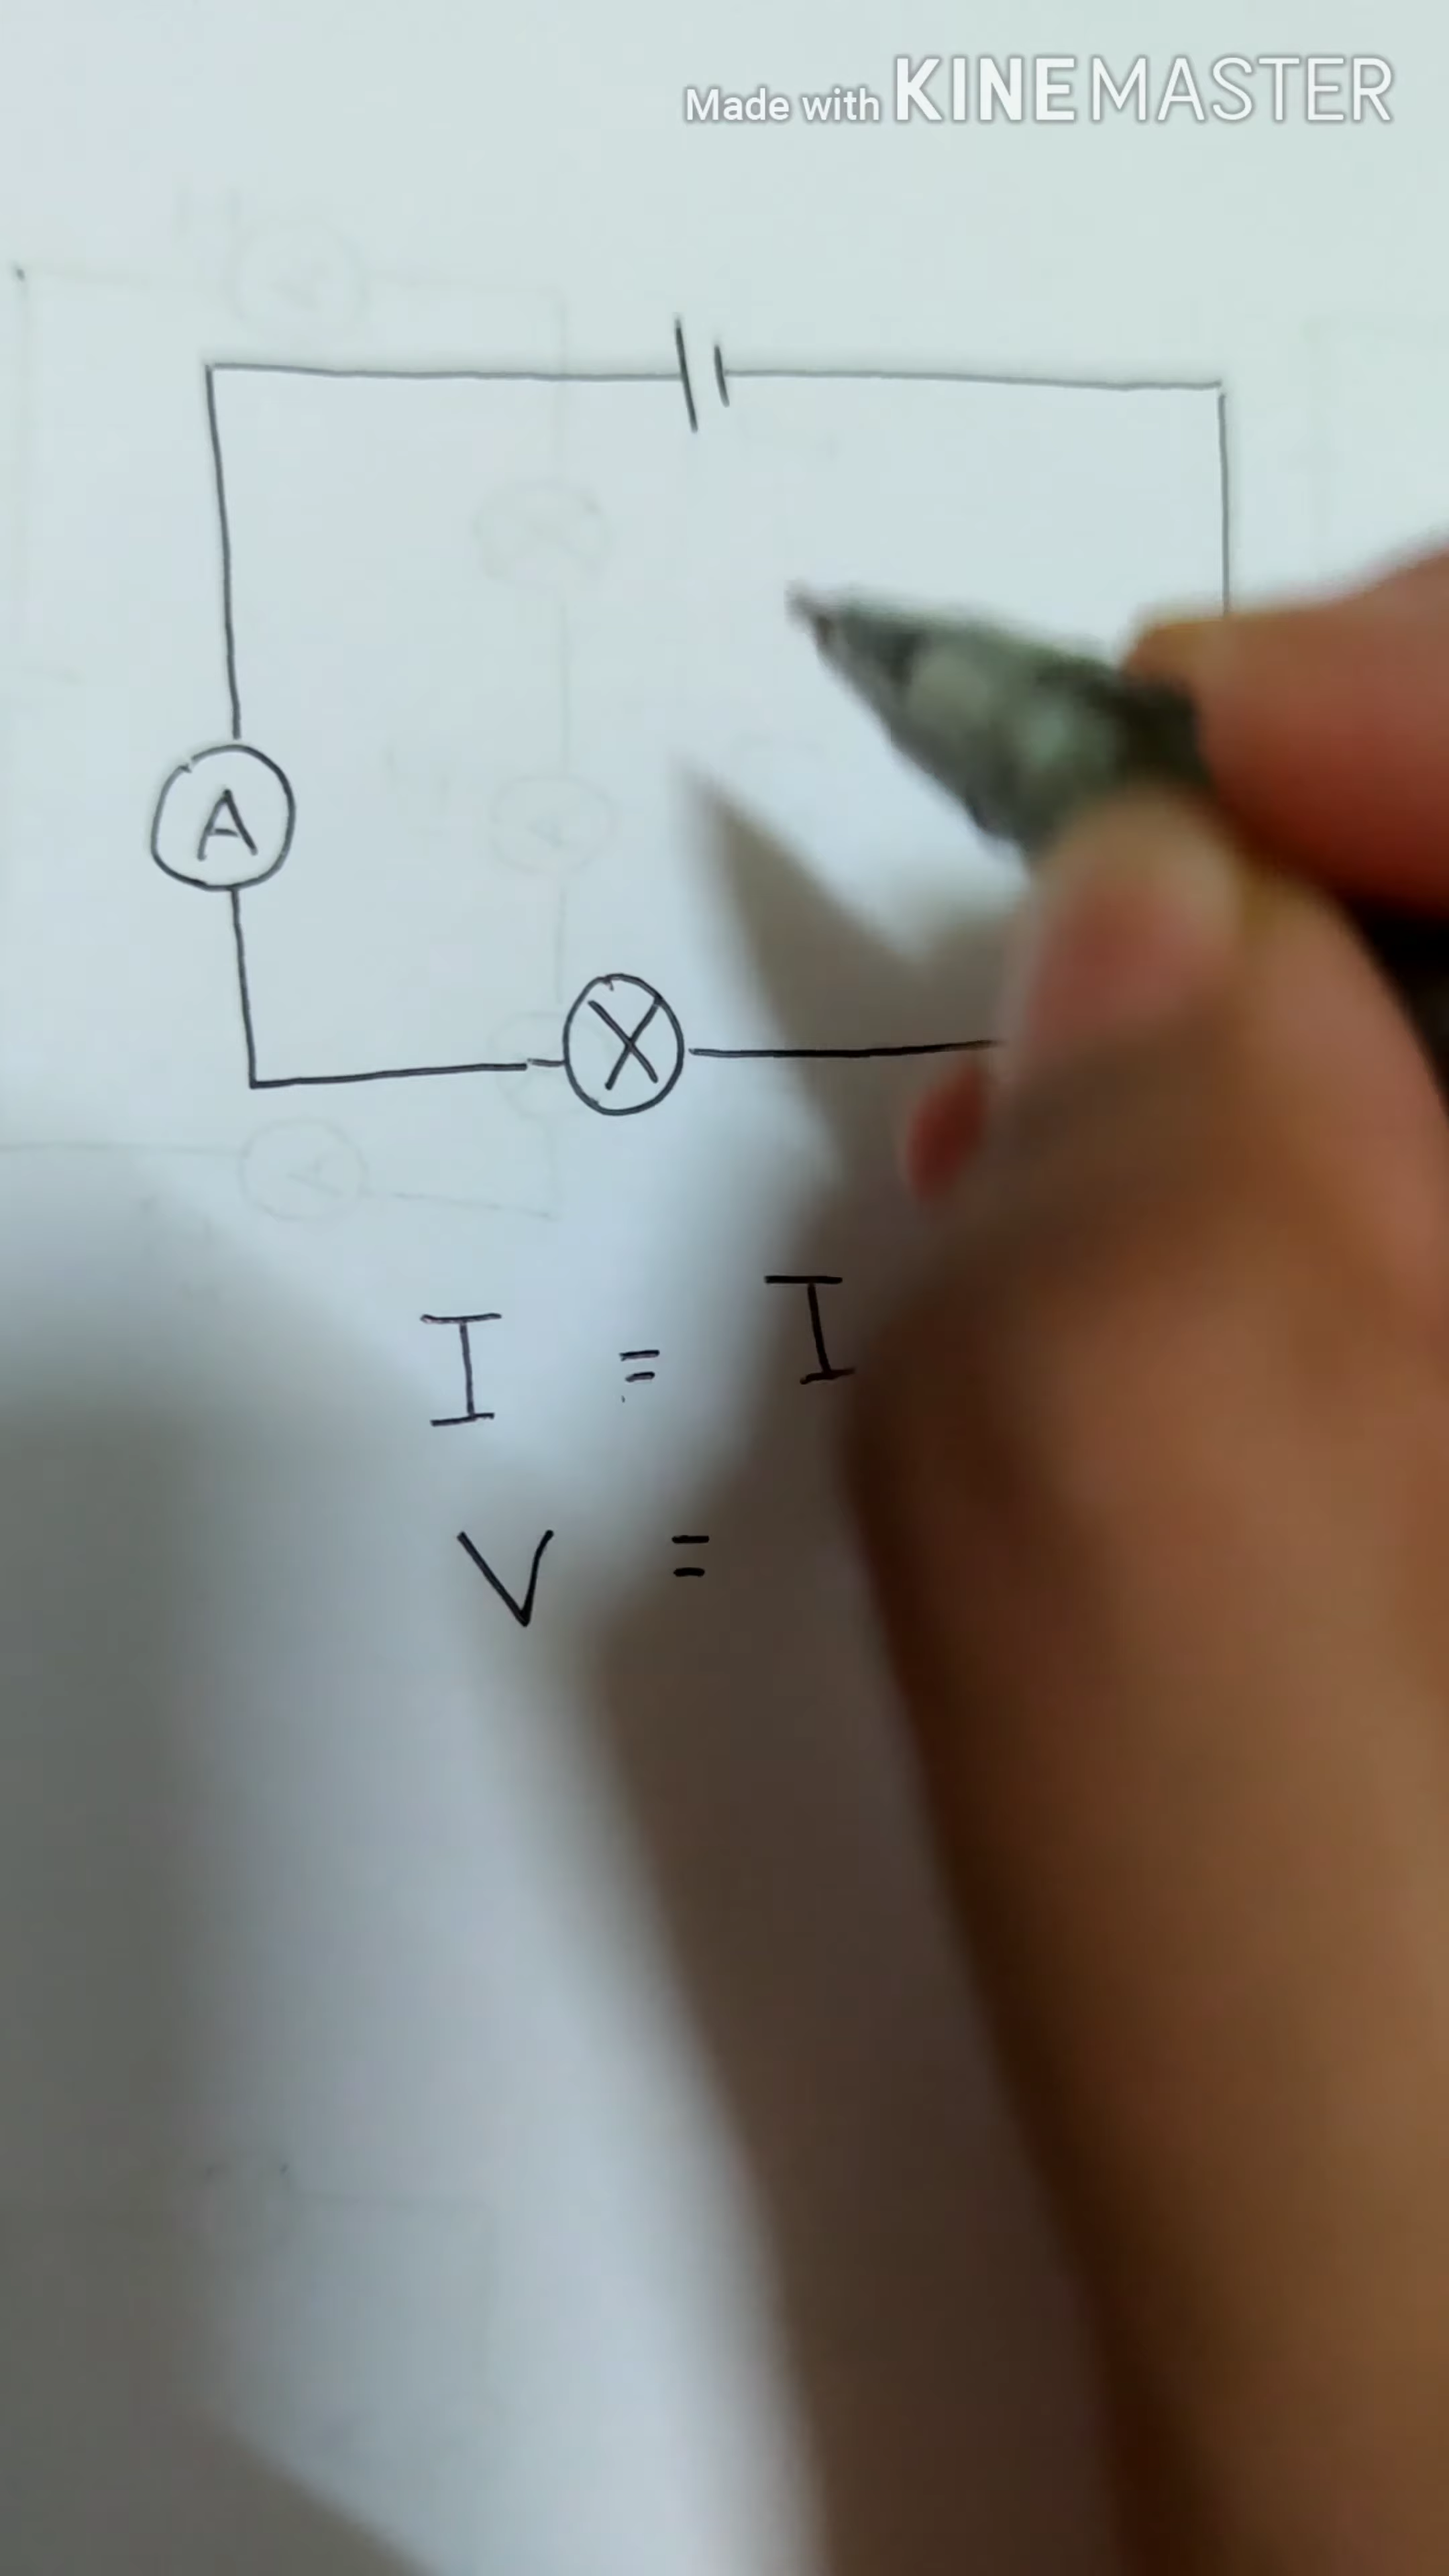 Made with KINEMASTER
A
X
I = I
V =